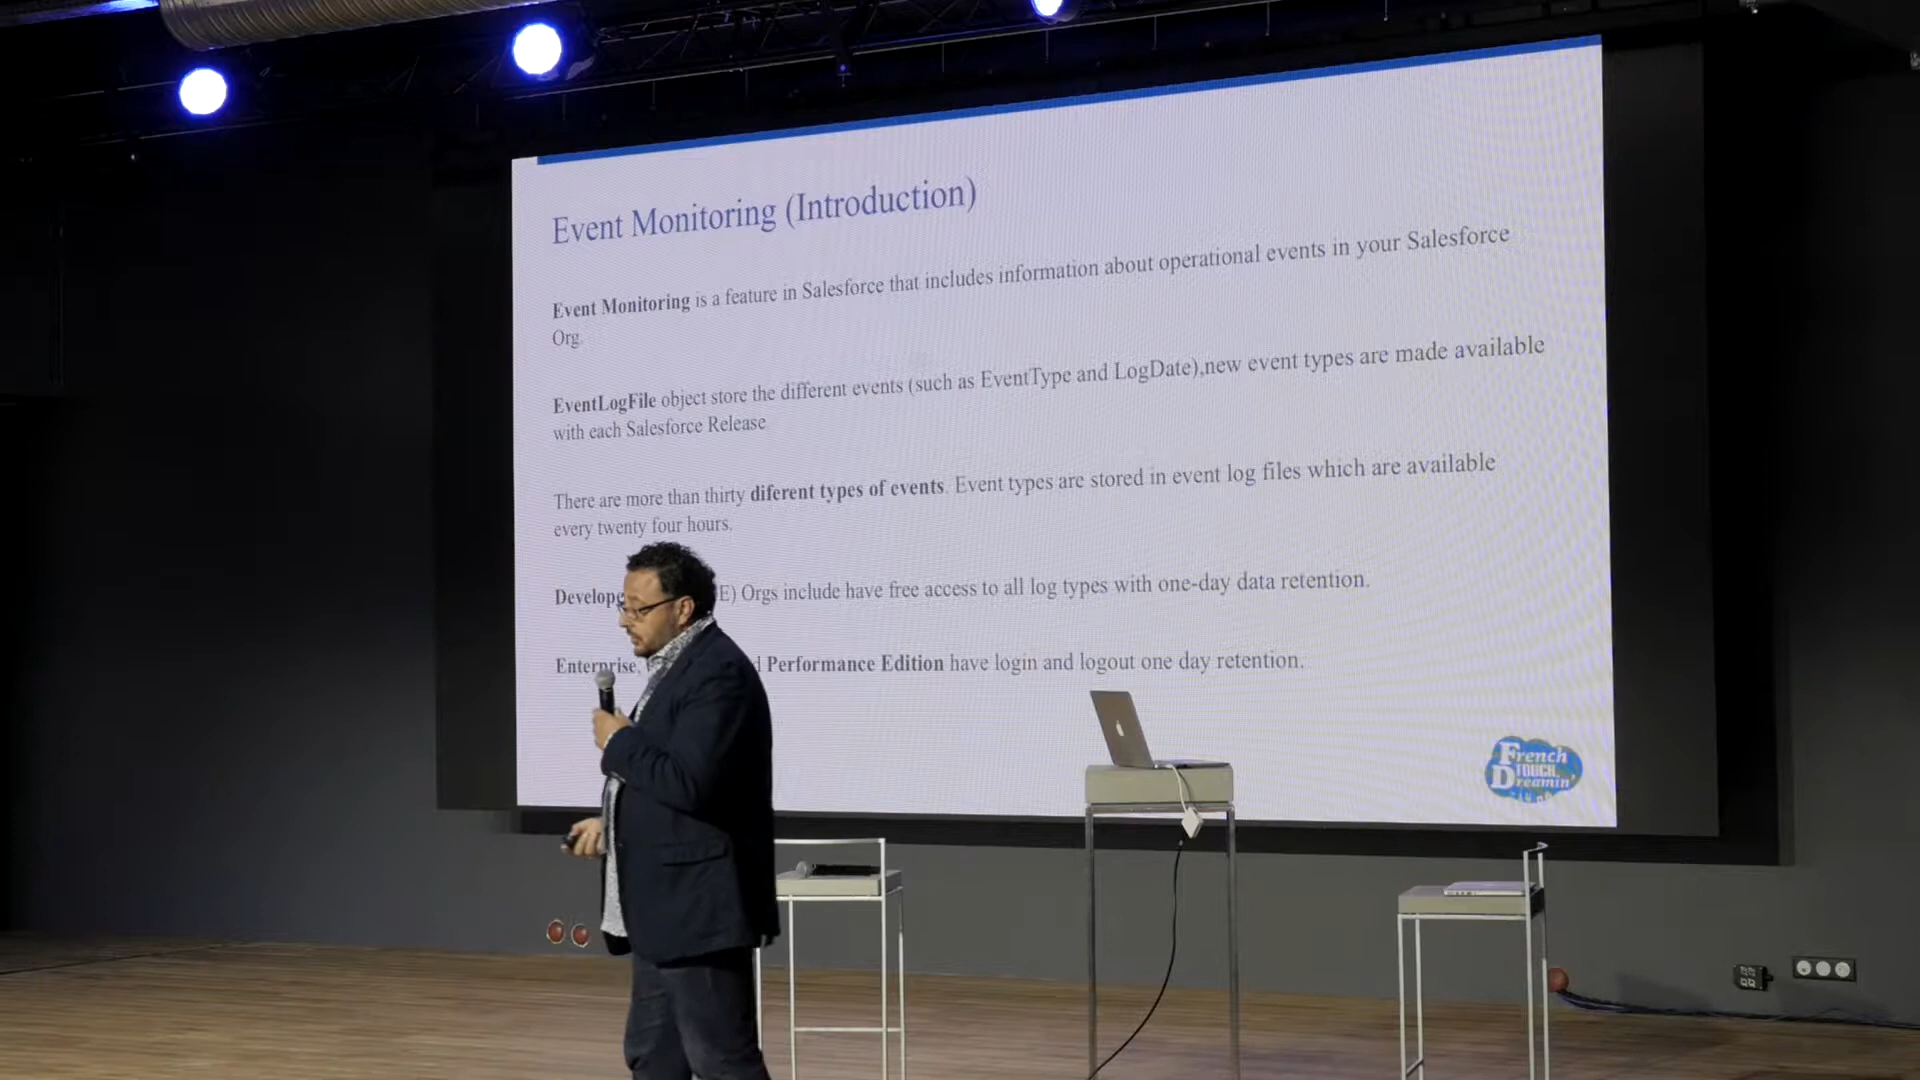 Event Monitoring (Introduction)
Event Monitoring is a feature in Salesforce that includes information about operational events in your Salesforce
Org.
EventLogFile object store the different events (such as EventType and LogDate),new event types are made available
with each Salesforce Release
There are more than thirty diferent types of events. Event types are stored in event log files which are available
every twenty four hours.
Orgs include have free access to all log types with one-day data retention.
Enterprise, Performance Edition have login and logout one day retention.
French
TOUCH
Dreamin'